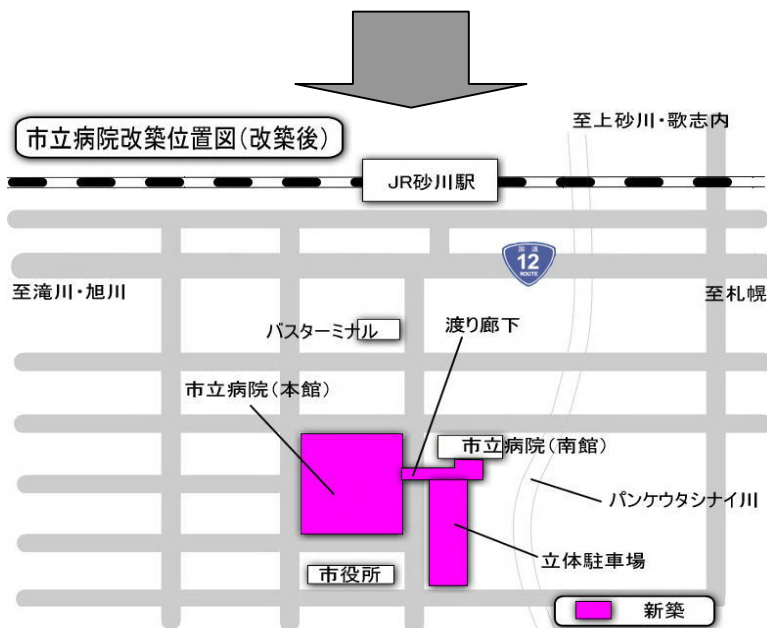 至上砂川・歌志内
市立病院改築位置図(改築後)
JR砂川駅
国道
12
ROUTE
至滝川・旭川
至札幌
バスターミナル
渡り廊下
市立病院(本館)
市立病院(南館)
パンケウタシナイ川
立体駐車場
市役所
新築